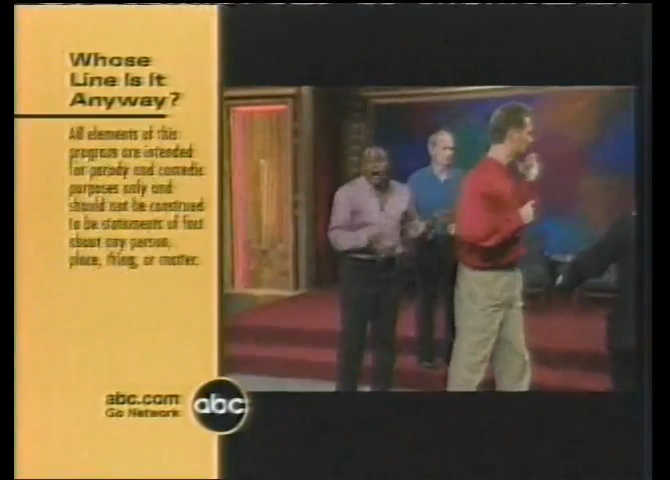 Whose
Line Is It
Anyway?
All elements of this
program are intended
for parody and comedic
purposes only and
should not be construed
to be statements of fact
about any person,
place, thing, or matter.
abc.com
Go Network
abc